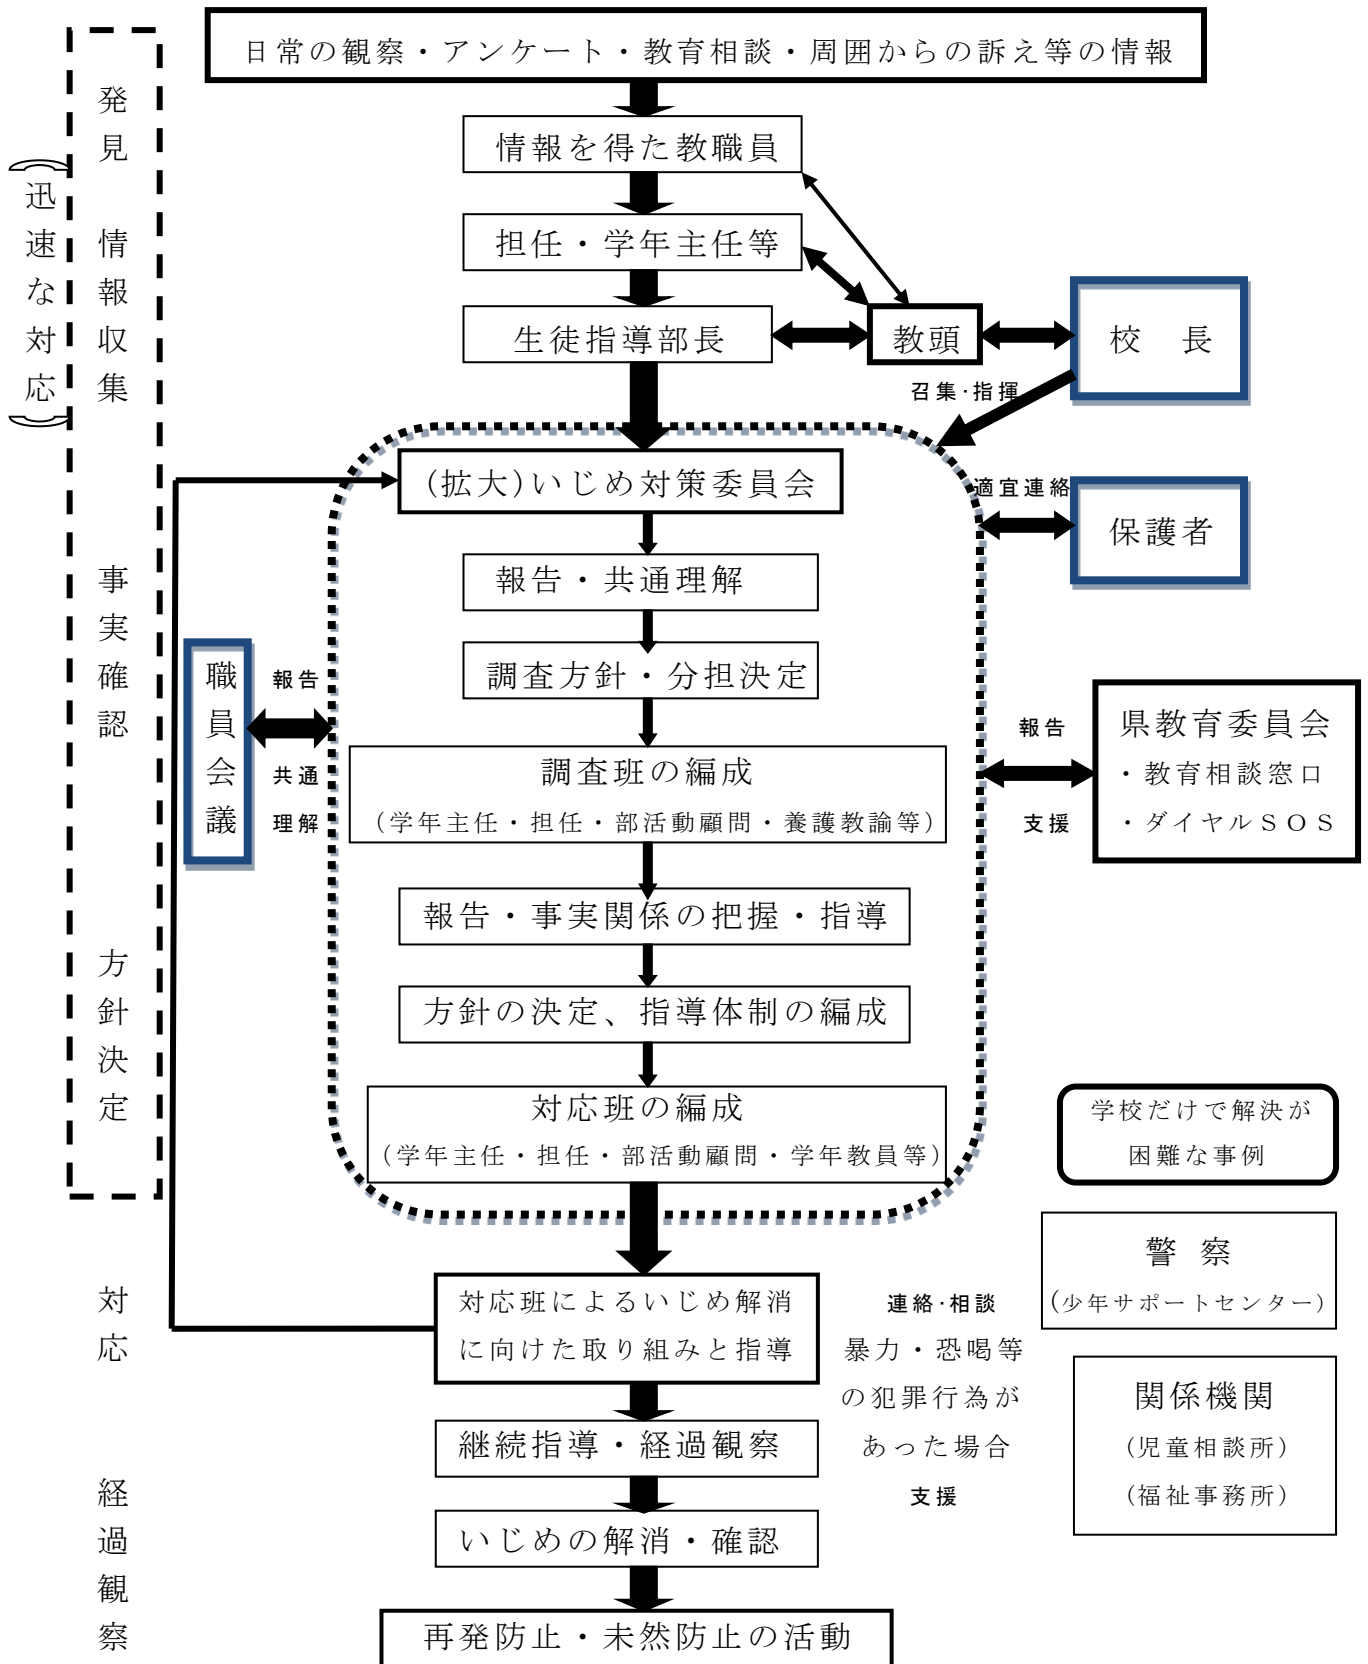 日常の観察・アンケート・教育相談・周囲からの訴え等の情報
発見
情報収集
（迅速な対応）
情報を得た教職員
担任・学年主任等
生徒指導部長
教頭
校　長
召集・指揮
(拡大)いじめ対策委員会
適宜連絡
保護者
報告・共通理解
事実確認
調査方針・分担決定
職員会議
報告
共通
理解
調査班の編成
(学年主任・担任・部活動顧問・養護教諭等)
報告
支援
県教育委員会
・教育相談窓口
・ダイヤルＳＯＳ
報告・事実関係の把握・指導
方針決定
方針の決定、指導体制の編成
対応班の編成
(学年主任・担任・部活動顧問・学年教員等)
学校だけで解決が
困難な事例
警 察
(少年サポートセンター)
対応
対応班によるいじめ解消
に向けた取り組みと指導
連絡・相談
暴力・恐喝等
の犯罪行為が
あった場合
支援
関係機関
(児童相談所)
(福祉事務所)
継続指導・経過観察
経過観察
いじめの解消・確認
再発防止・未然防止の活動